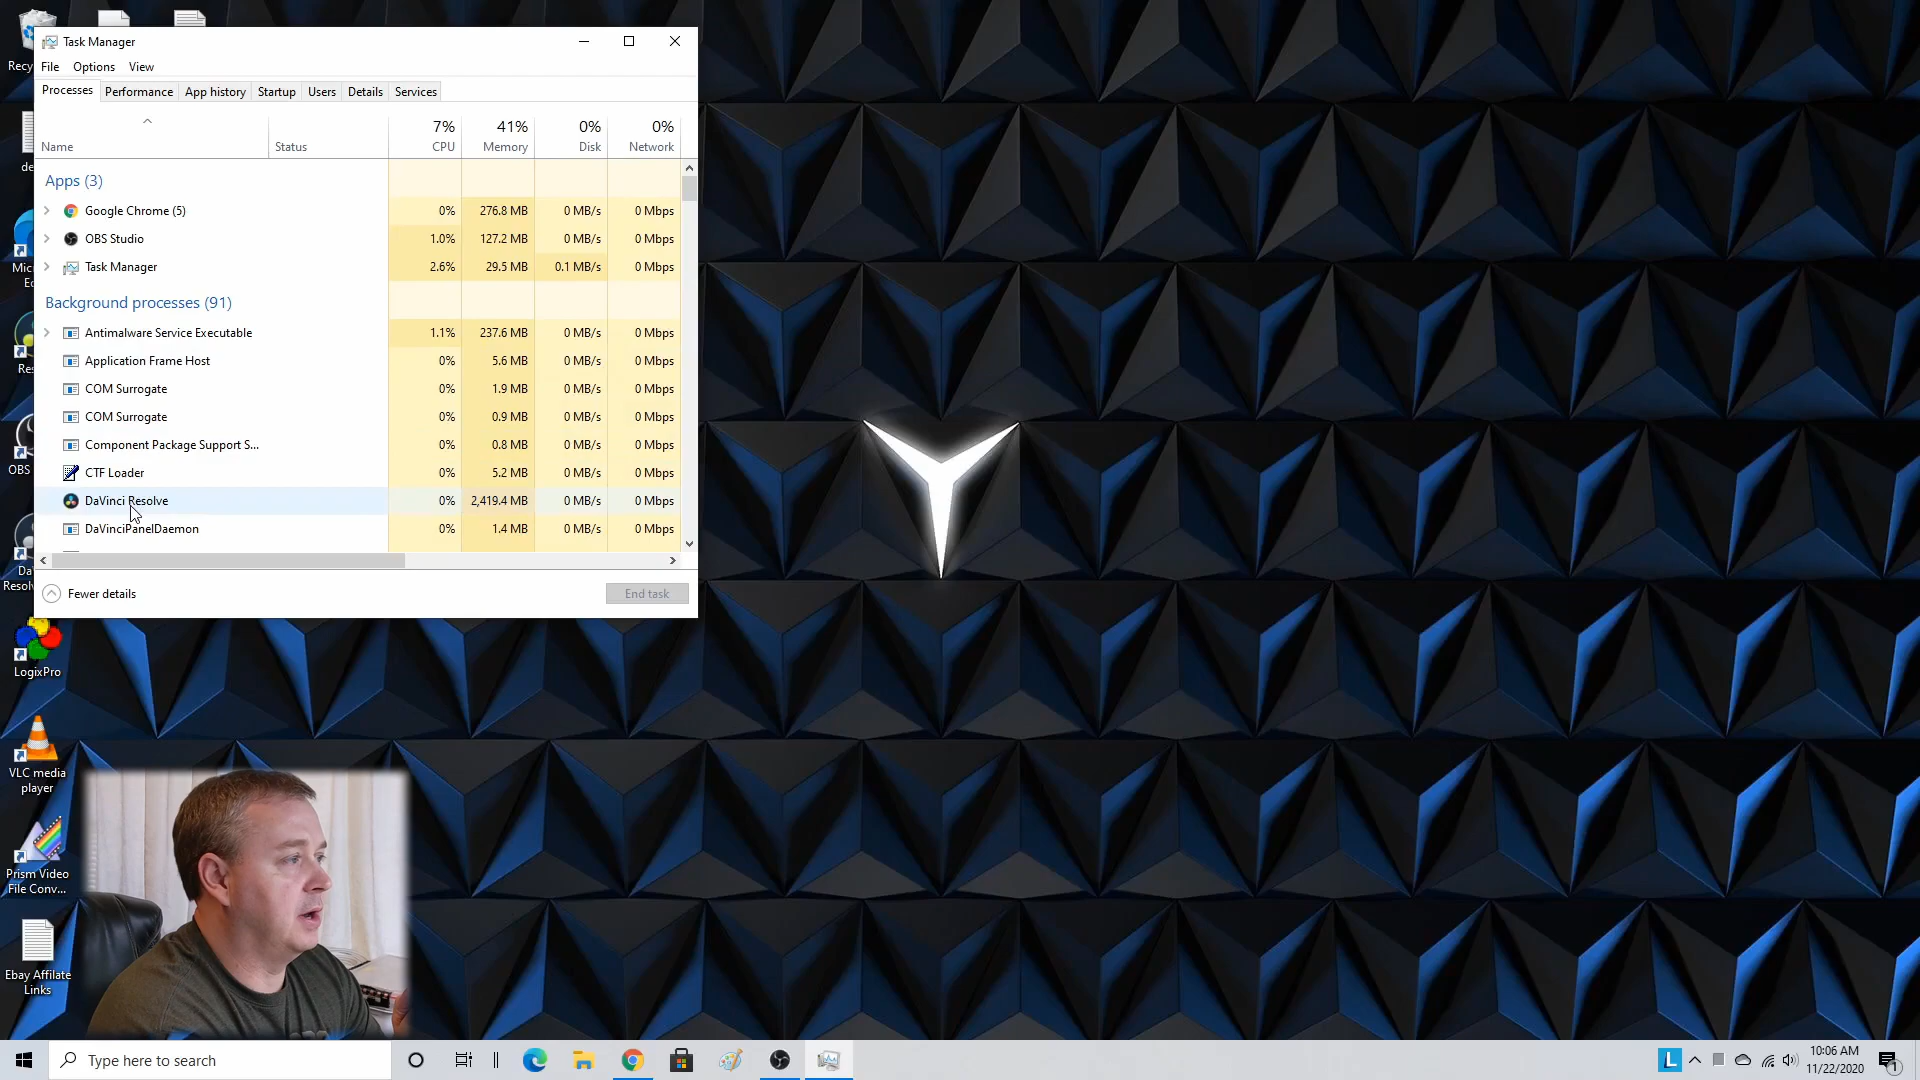 Recy
Task Manager
File Options View
Processes Performance App history Startup Users Details Services
7% 41% 0% 0%
Name Status CPU Memory Disk Network
Apps (3)
Google Chrome (5) 0% 276.8 MB 0 MB/s 0 Mbps
OBS Studio 1.0% 127.2 MB 0 MB/s 0 Mbps
Task Manager 2.6% 29.5 MB 0.1 MB/s 0 Mbps
Background processes (91)
Antimalware Service Executable 1.1% 237.6 MB 0 MB/s 0 Mbps
Application Frame Host 0% 5.6 MB 0 MB/s 0 Mbps
COM Surrogate 0% 1.9 MB 0 MB/s 0 Mbps
COM Surrogate 0% 0.9 MB 0 MB/s 0 Mbps
Component Package Support S... 0% 0.8 MB 0 MB/s 0 Mbps
CTF Loader 0% 5.2 MB 0 MB/s 0 Mbps
DaVinci Resolve 0% 2,419.4 MB 0 MB/s 0 Mbps
DaVinciPanelDaemon 0% 1.4 MB 0 MB/s 0 Mbps
Fewer details End task
de
Mic
Ed
Res
OBS
Da
Resol
LogixPro
VLC media
player
Prism Video
File Conv...
Ebay Affilate
Links
Type here to search
L
10:06 AM
11/22/2020
1